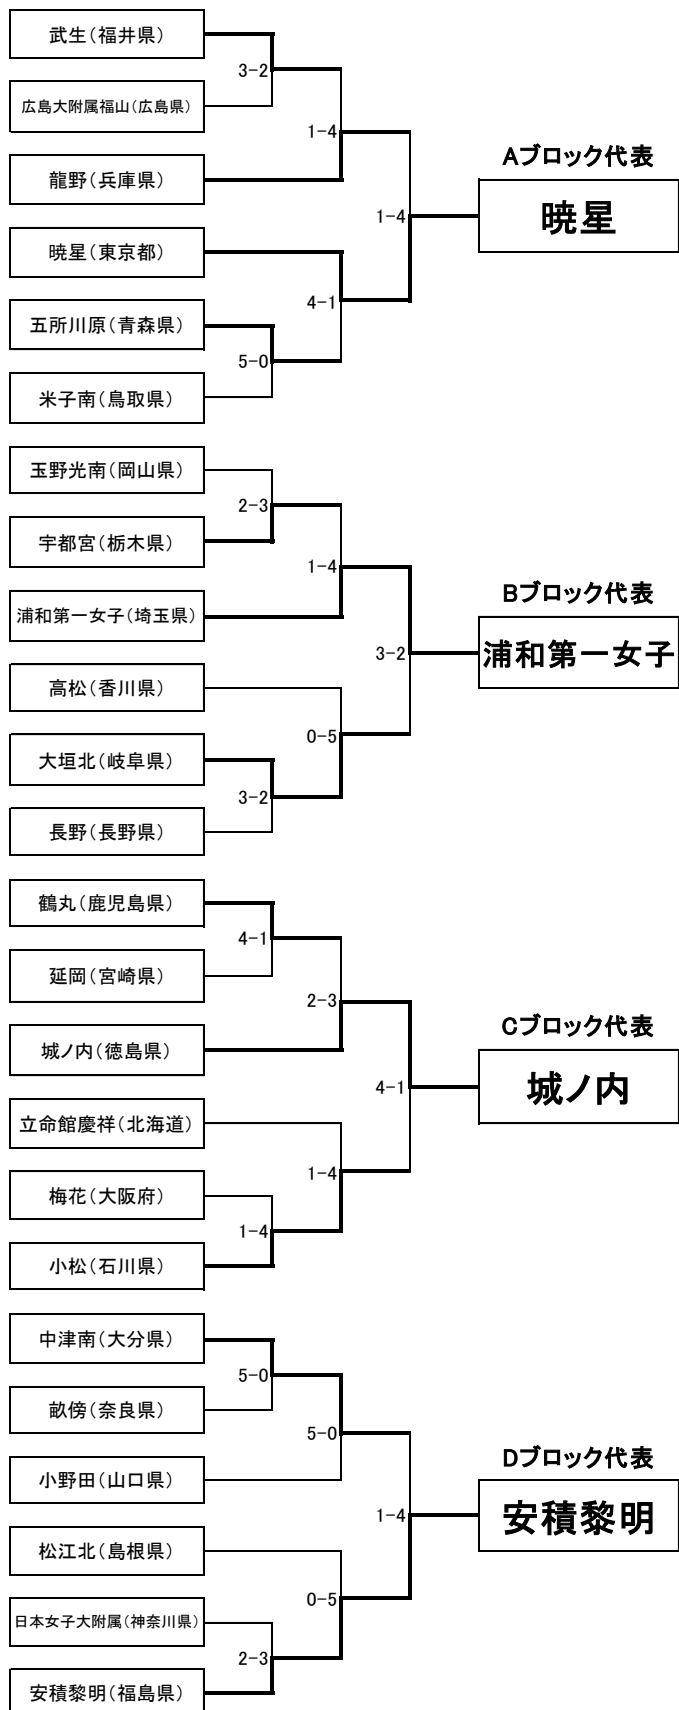 武生(福井県)
3-2
広島大附属福山(広島県)
1-4
龍野(兵庫県)
Aブロック代表
1-4
暁星
暁星(東京都)
4-1
五所川原(青森県)
5-0
米子南(鳥取県)
玉野光南(岡山県)
2-3
宇都宮(栃木県)
1-4
浦和第一女子(埼玉県)
Bブロック代表
3-2
浦和第一女子
高松(香川県)
0-5
大垣北(岐阜県)
3-2
長野(長野県)
鶴丸(鹿児島県)
4-1
延岡(宮崎県)
2-3
城ノ内(徳島県)
Cブロック代表
4-1
城ノ内
立命館慶祥(北海道)
1-4
梅花(大阪府)
1-4
小松(石川県)
中津南(大分県)
5-0
畝傍(奈良県)
5-0
小野田(山口県)
Dブロック代表
1-4
安積黎明
松江北(島根県)
0-5
日本女子大附属(神奈川県)
2-3
安積黎明(福島県)